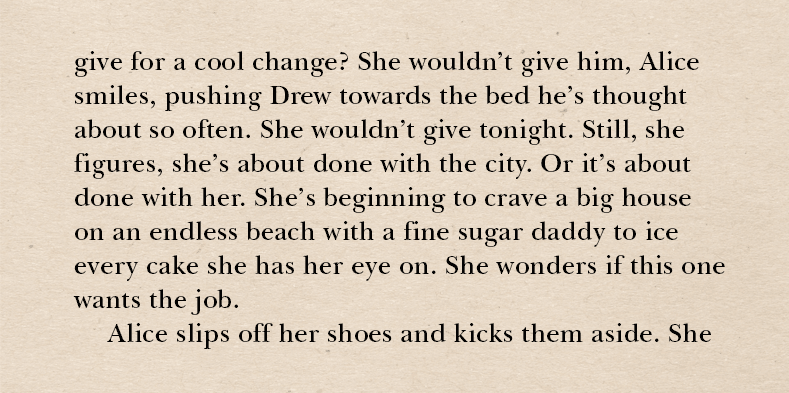 give for a cool change? She wouldn’t give him, Alice
smiles, pushing Drew towards the bed he’s thought
about so often. She wouldn’t give tonight. Still, she
figures, she’s about done with the city. Or it’s about
done with her. She’s beginning to crave a big house
on an endless beach with a fine sugar daddy to ice
every cake she has her eye on. She wonders if this one
wants the job.
Alice slips off her shoes and kicks them aside. She